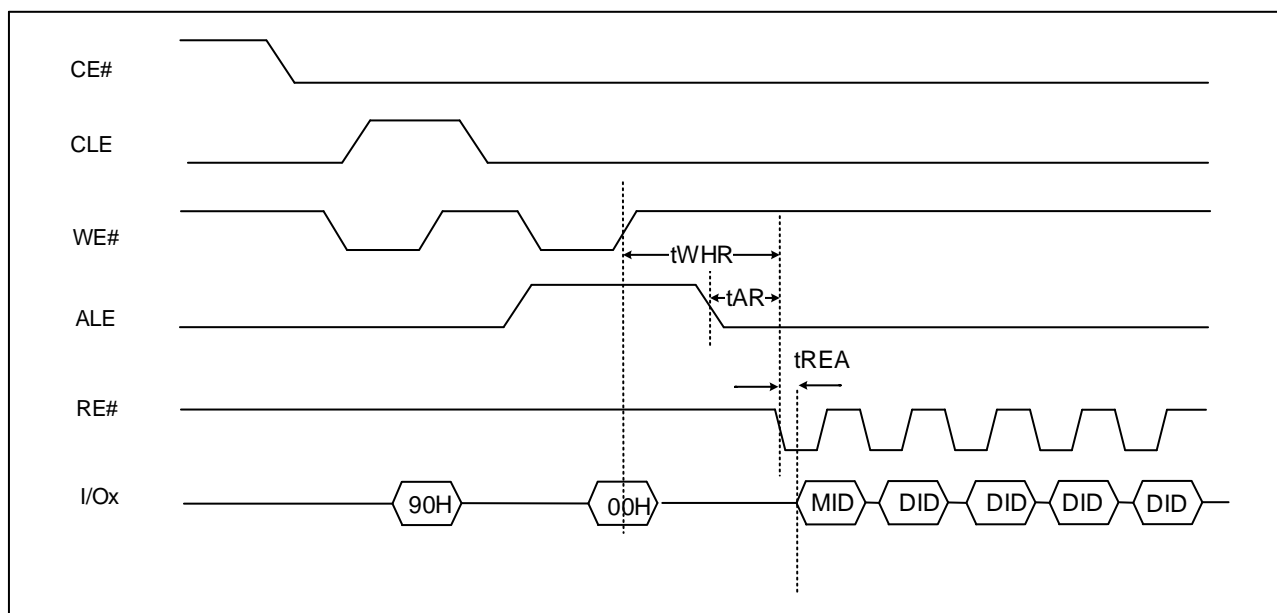 CE#
CLE
WE#
tWHR
ALE
tAR
tREA
RE#
I/Ox
90H
00H
MID
DID
DID
DID
DID